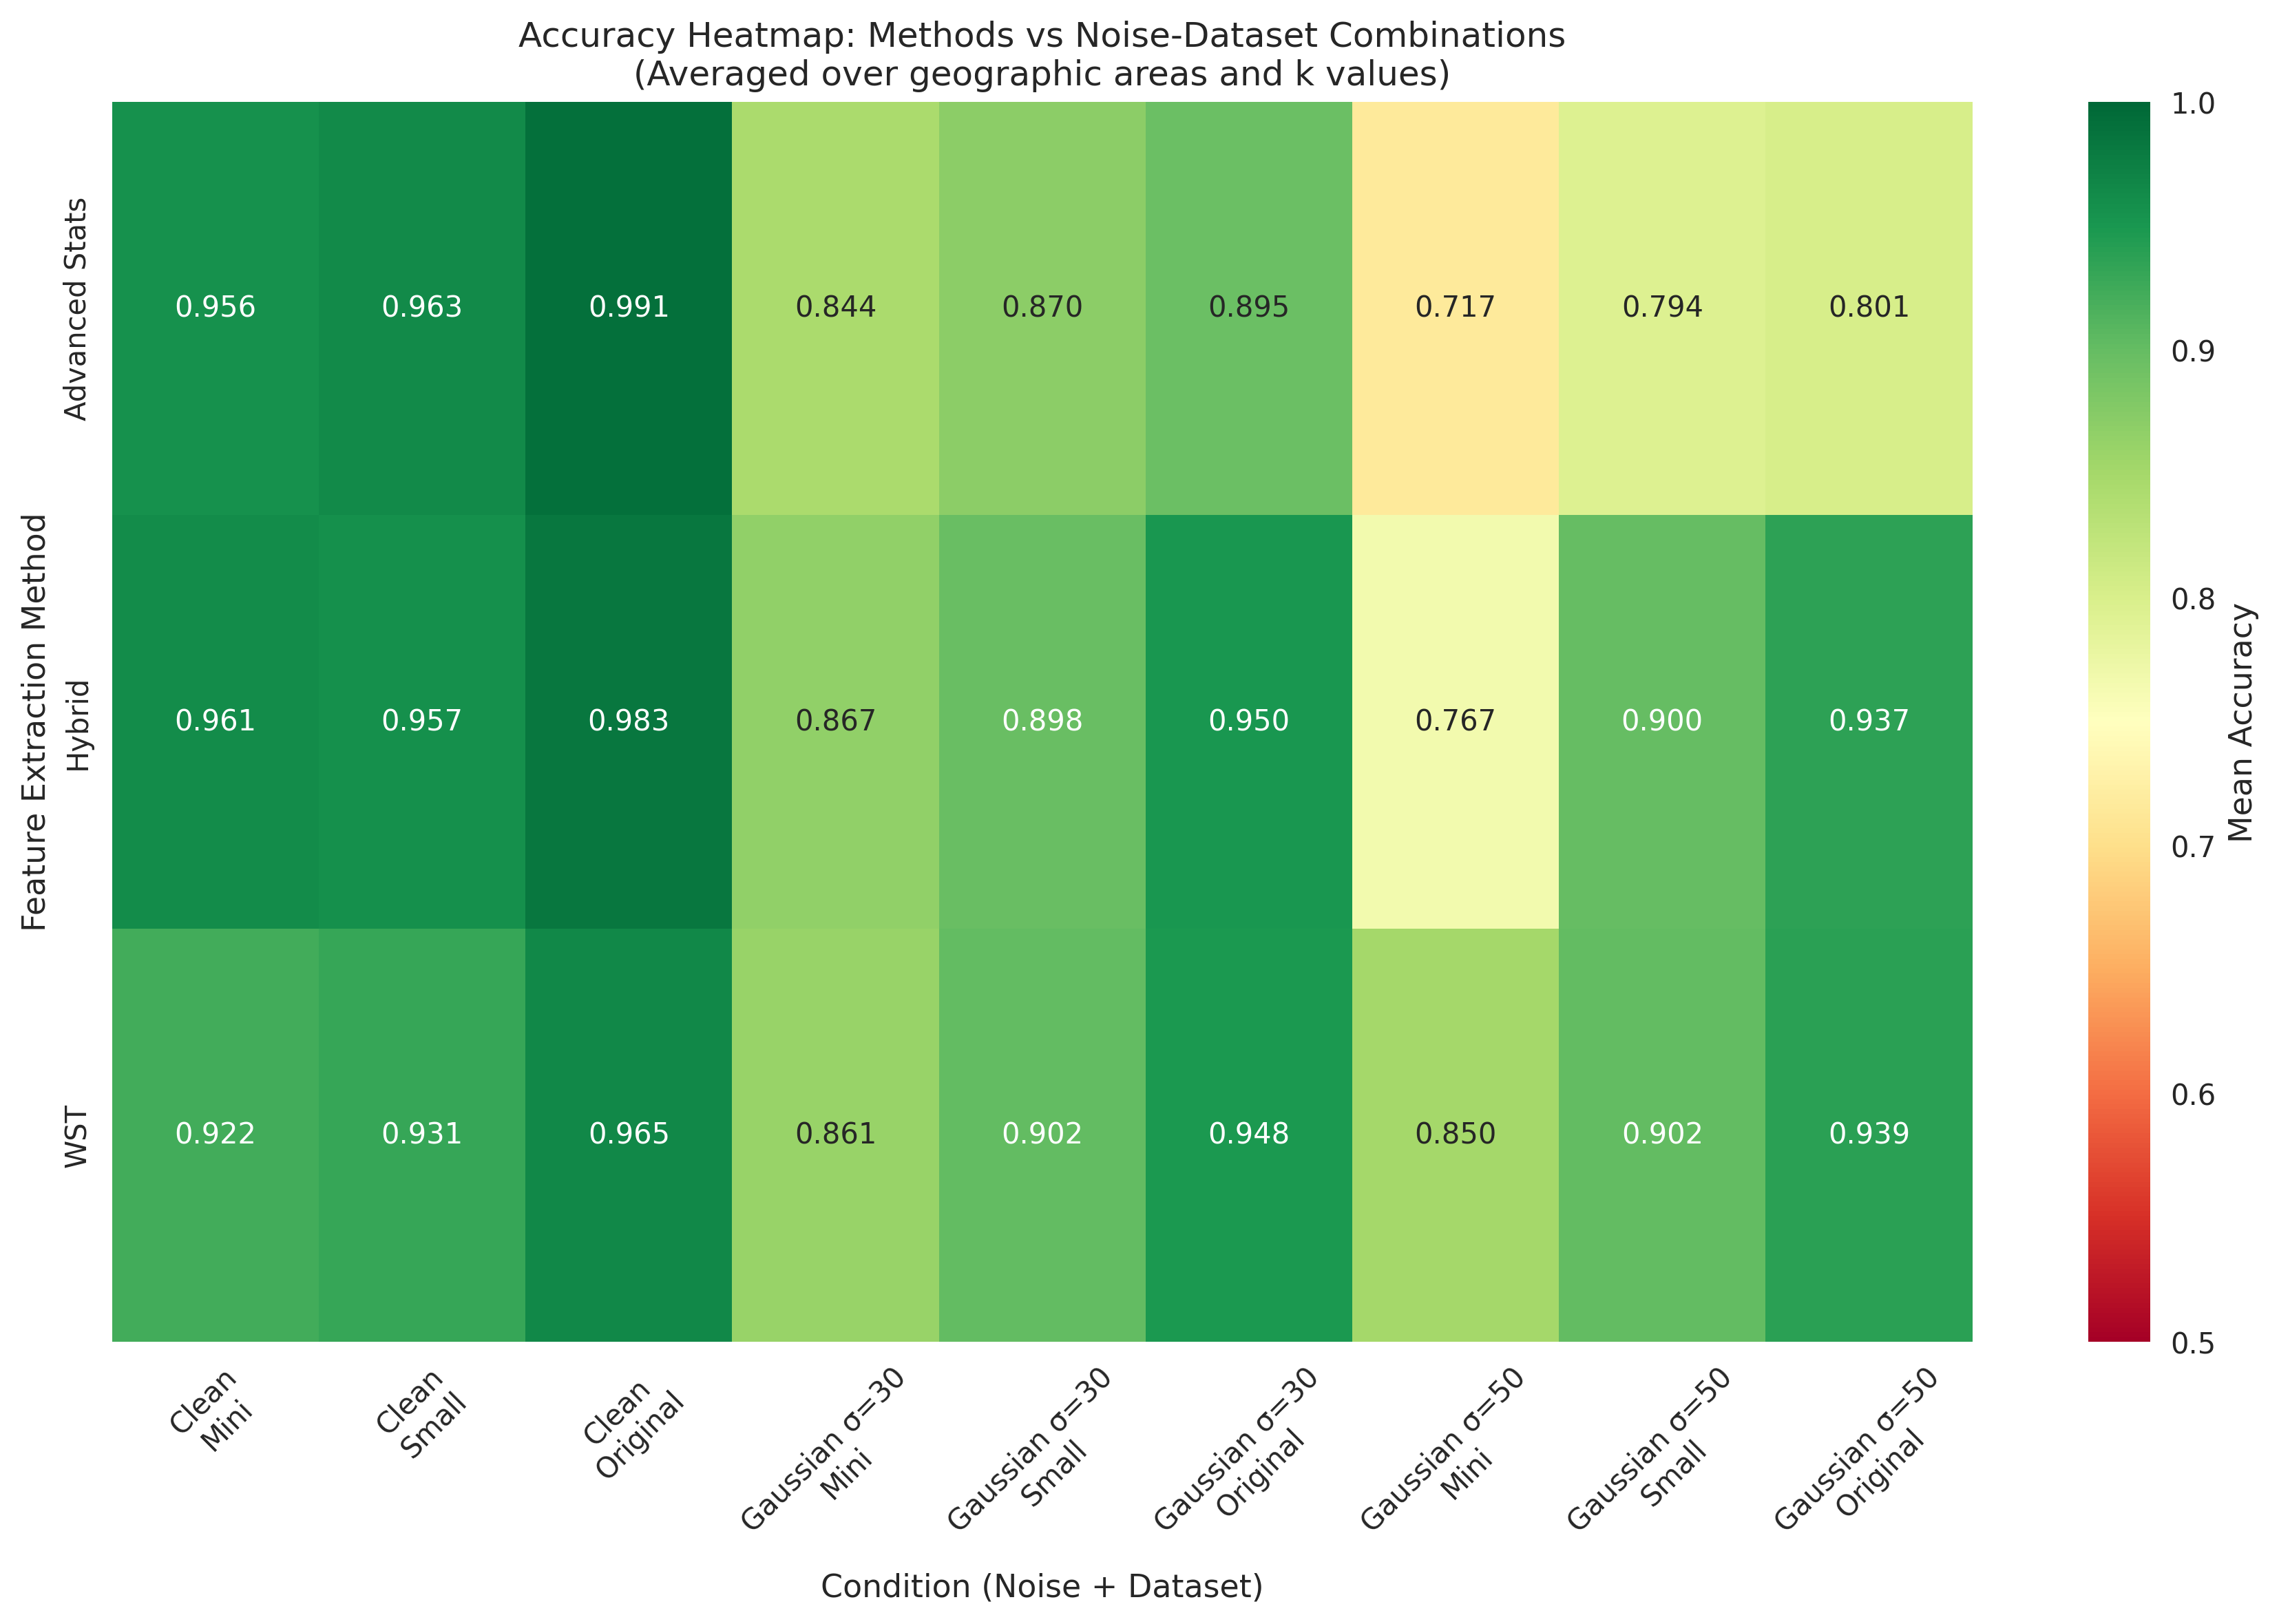 Accuracy Heatmap: Methods vs Noise-Dataset Combinations
(Averaged over geographic areas and k values)
Feature Extraction Method
Advanced Stats
0.956 0.963 0.991 0.844 0.870 0.895 0.717 0.794 0.801
Hybrid
0.961 0.957 0.983 0.867 0.898 0.950 0.767 0.900 0.937
WST
0.922 0.931 0.965 0.861 0.902 0.948 0.850 0.902 0.939
Clean
Mini
Clean
Small
Clean
Original
Gaussian σ=30
Mini
Gaussian σ=30
Small
Gaussian σ=30
Original
Gaussian σ=50
Mini
Gaussian σ=50
Small
Gaussian σ=50
Original
Condition (Noise + Dataset)
1.0
0.9
0.8
0.7
0.6
0.5
Mean Accuracy